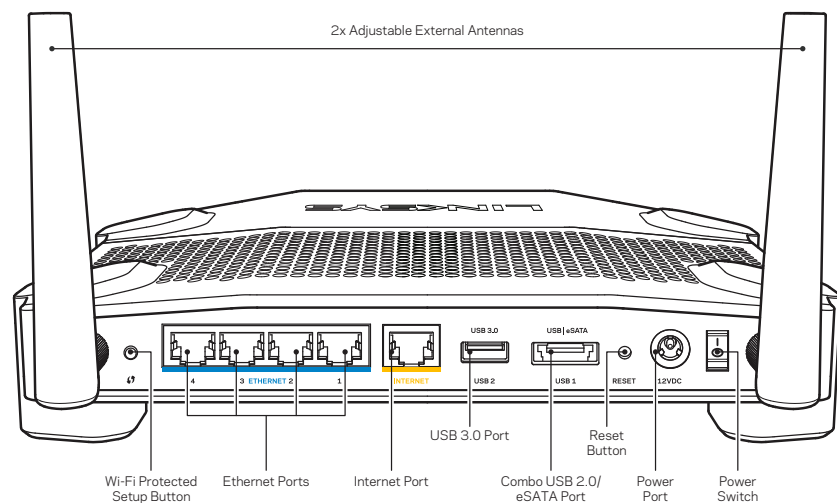 2x Adjustable External Antennas
LINKSYS
USB 3.0
USB | eSATA
4
3
ETHERNET
2
1
INTERNET
USB 2
USB 1
RESET
12VDC
USB 3.0 Port
Reset
Button
Wi-Fi Protected
Setup Button
Ethernet Ports
Internet Port
Combo USB 2.0/
eSATA Port
Power
Port
Power
Switch